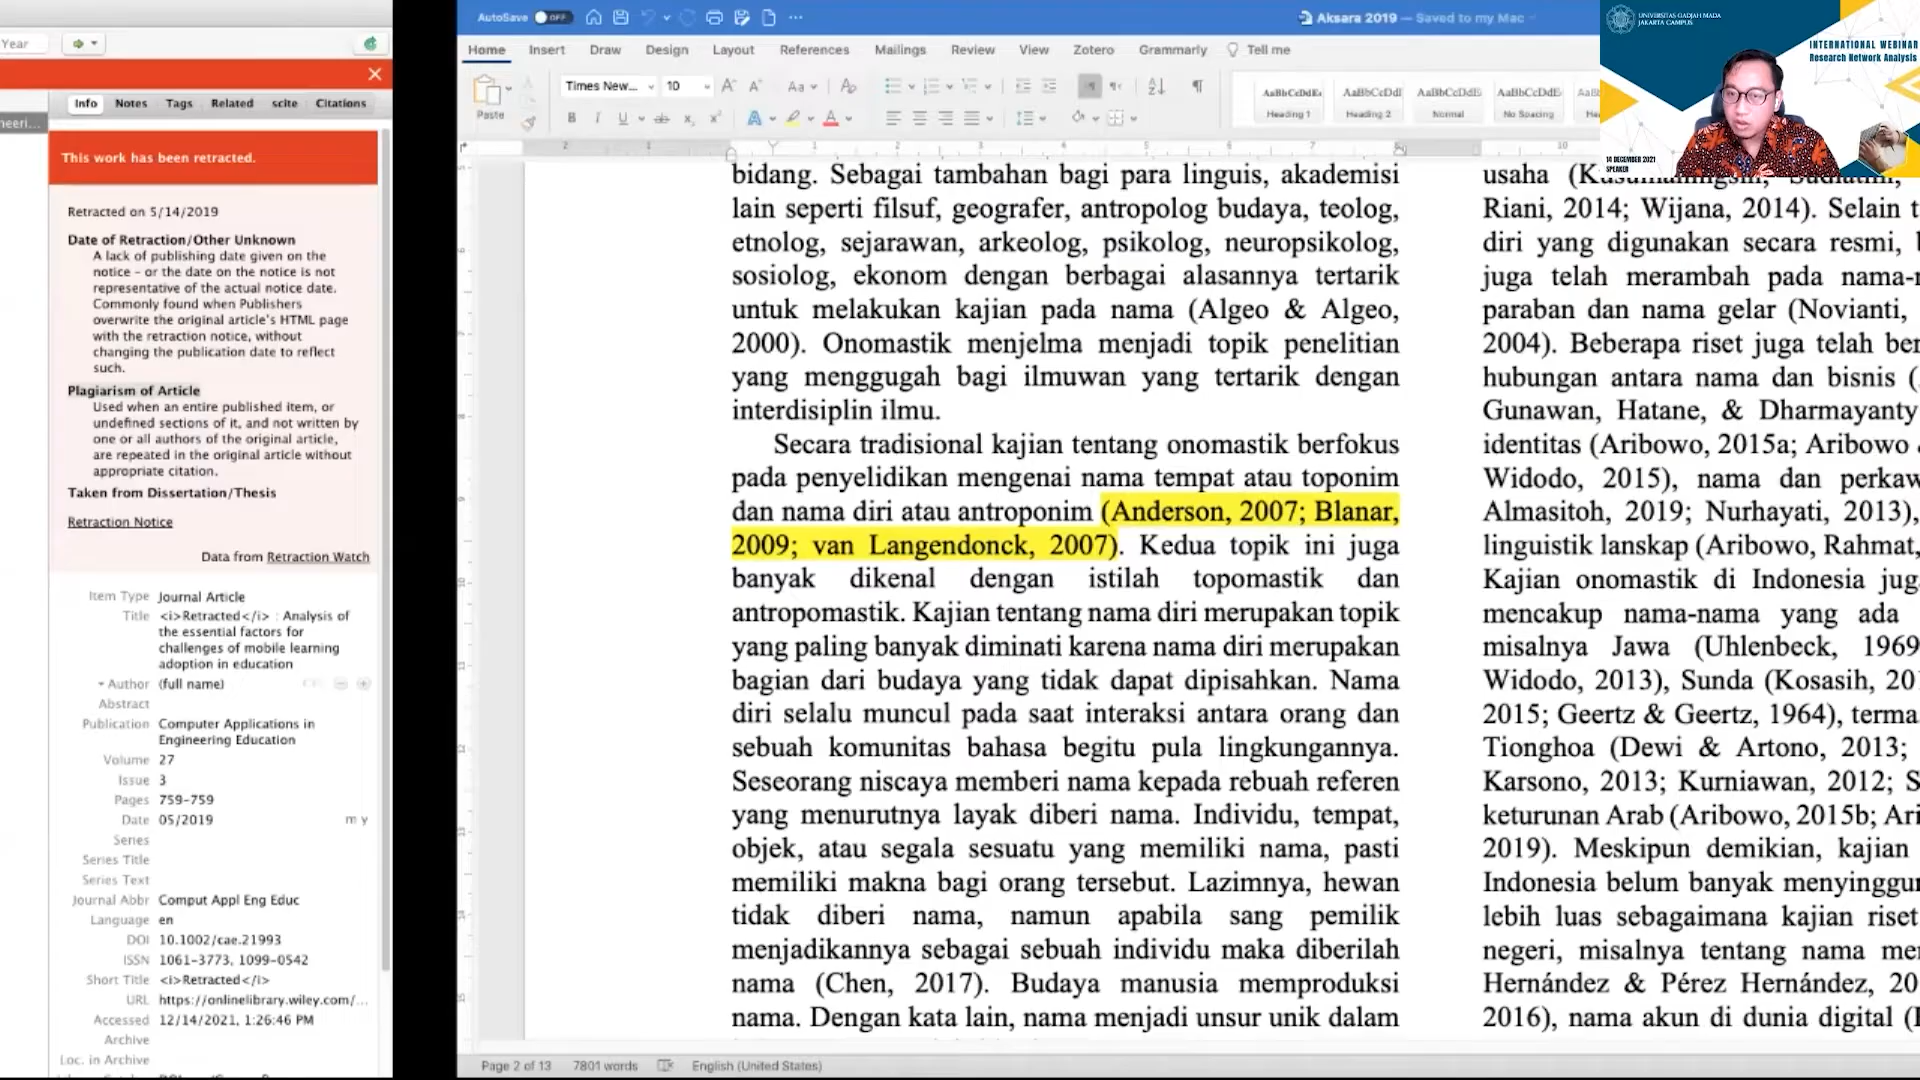 Year
Info Notes Tags Related scite Citations
neeri...
This work has been retracted.
Retracted on 5/14/2019
Date of Retraction/Other Unknown
A lack of publishing date given on the
notice - or the date on the notice is not
representative of the actual notice date.
Commonly found when Publishers
overwrite the original article's HTML page
with the retraction notice, without
changing the publication date to reflect
such.
Plagiarism of Article
Used when an entire published item, or
undefined sections of it, and not written by
one or all authors of the original article,
are repeated in the original article without
appropriate citation.
Taken from Dissertation/Thesis
Retraction Notice
Data from Retraction Watch
Item Type Journal Article
Title <i>Retracted</i> : Analysis of
the essential factors for
challenges of mobile learning
adoption in education
Author (full name)
Abstract
Publication Computer Applications in
Engineering Education
Volume 27
Issue 3
Pages 759-759
Date 05/2019 m y
Series
Series Title
Series Text
Journal Abbr Comput Appl Eng Educ
Language en
DOI 10.1002/cae.21993
ISSN 1061-3773, 1099-0542
Short Title <i>Retracted</i>
URL https://onlinelibrary.wiley.com/...
Accessed 12/14/2021, 1:26:46 PM
Archive
Loc. in Archive
AutoSave OFF
Aksara 2019 — Saved to my Mac
Home Insert Draw Design Layout References Mailings Review View Zotero Grammarly Tell me
Paste
Times New... 10
AaBbCcDdEe AaBbCcDdI AaBbCcDdE AaBbCcDdE
Heading 1 Heading 2 Normal No Spacing
bidang. Sebagai tambahan bagi para linguis, akademisi
lain seperti filsuf, geografer, antropolog budaya, teolog,
etnolog, sejarawan, arkeolog, psikolog, neuropsikolog,
sosiolog, ekonom dengan berbagai alasannya tertarik
untuk melakukan kajian pada nama (Algeo & Algeo,
2000). Onomastik menjelma menjadi topik penelitian
yang menggugah bagi ilmuwan yang tertarik dengan
interdisiplin ilmu.
Secara tradisional kajian tentang onomastik berfokus
pada penyelidikan mengenai nama tempat atau toponim
dan nama diri atau antroponim (Anderson, 2007; Blanar,
2009; van Langendonck, 2007). Kedua topik ini juga
banyak dikenal dengan istilah topomastik dan
antropomastik. Kajian tentang nama diri merupakan topik
yang paling banyak diminati karena nama diri merupakan
bagian dari budaya yang tidak dapat dipisahkan. Nama
diri selalu muncul pada saat interaksi antara orang dan
sebuah komunitas bahasa begitu pula lingkungannya.
Seseorang niscaya memberi nama kepada rebuah referen
yang menurutnya layak diberi nama. Individu, tempat,
objek, atau segala sesuatu yang memiliki nama, pasti
memiliki makna bagi orang tersebut. Lazimnya, hewan
tidak diberi nama, namun apabila sang pemilik
menjadikannya sebagai sebuah individu maka diberilah
nama (Chen, 2017). Budaya manusia memproduksi
nama. Dengan kata lain, nama menjadi unsur unik dalam
usaha
Riani, 2014; Wijana, 2014). Selain t
diri yang digunakan secara resmi,
juga telah merambah pada nama-n
paraban dan nama gelar (Novianti,
2004). Beberapa riset juga telah ber
hubungan antara nama dan bisnis (
Gunawan, Hatane, & Dharmayanty
identitas (Aribowo, 2015a; Aribowo
Widodo, 2015), nama dan perkaw
Almasitoh, 2019; Nurhayati, 2013),
linguistik lanskap (Aribowo, Rahmat,
Kajian onomastik di Indonesia juga
mencakup nama-nama yang ada
misalnya Jawa (Uhlenbeck, 1969
Widodo, 2013), Sunda (Kosasih, 20
2015; Geertz & Geertz, 1964), terma
Tionghoa (Dewi & Artono, 2013;
Karsono, 2013; Kurniawan, 2012; S
keturunan Arab (Aribowo, 2015b; Ari
2019). Meskipun demikian, kajian
Indonesia belum banyak menyinggun
lebih luas sebagaimana kajian riset
negeri, misalnya tentang nama me
Hernández & Pérez Hernández, 20
2016), nama akun di dunia digital (
Page 2 of 13 7801 words English (United States)
UNIVERSITAS GADJAH MADA
JAKARTA CAMPUS
INTERNATIONAL WEBINAR
Research Network Analysis
14 DECEMBER 2021
SPEAKER